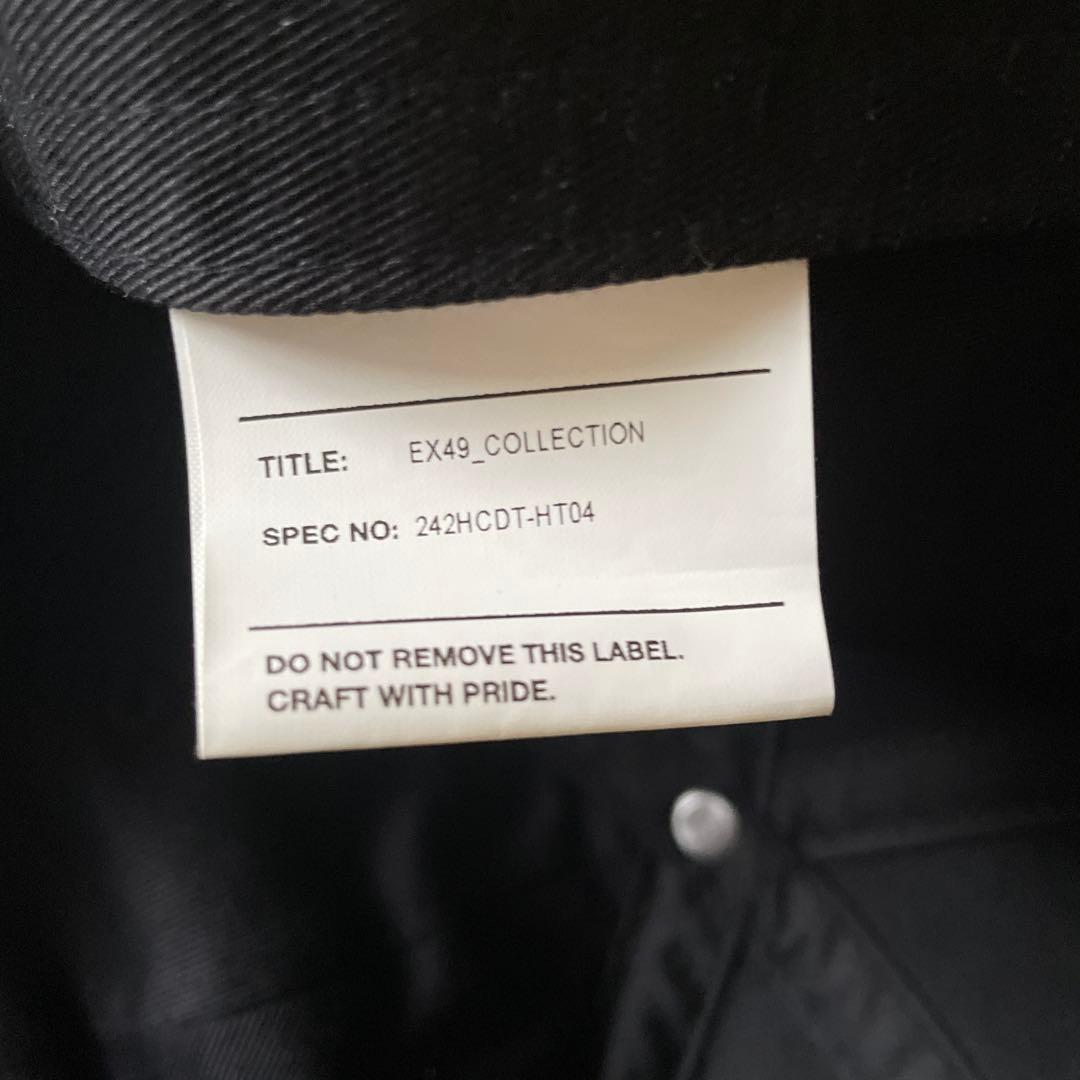 TITLE: EX49_COLLECTION
SPEC NO: 242HCDT-HT04
DO NOT REMOVE THIS LABEL.
CRAFT WITH PRIDE.